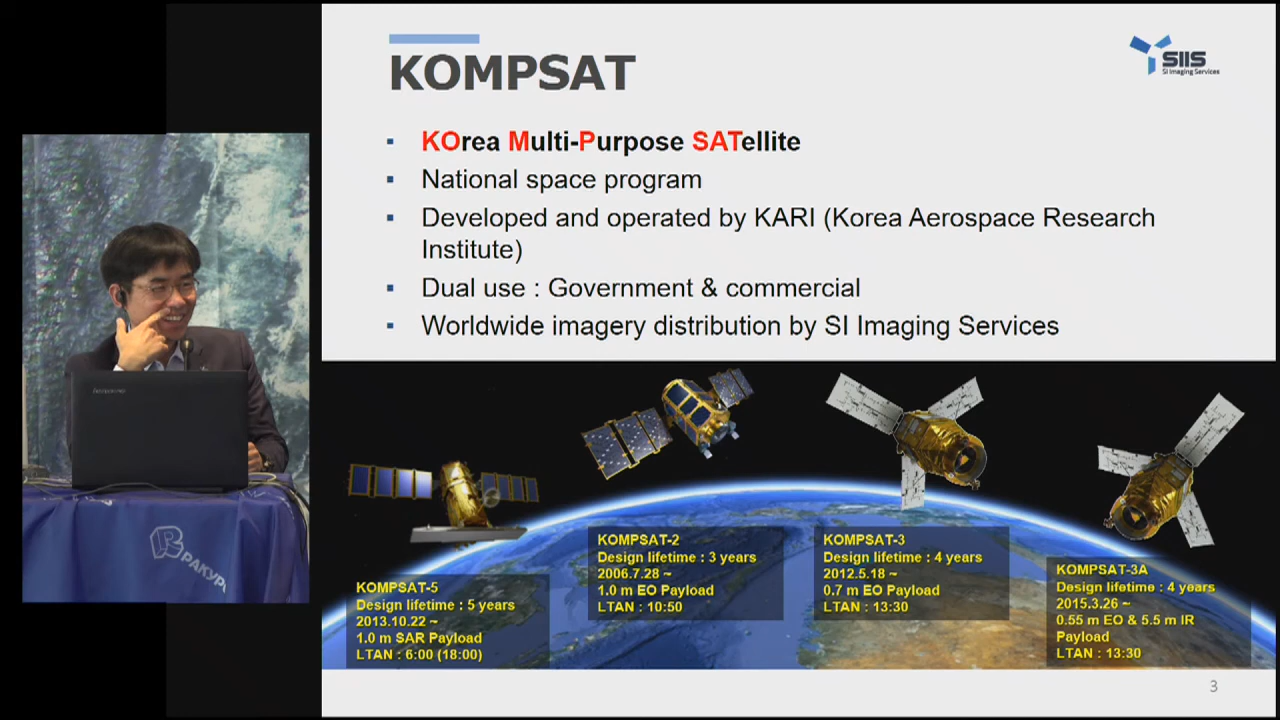 KOMPSAT
SIIS
SI Imaging Services
▪ KOrea Multi-Purpose SATellite
▪ National space program
▪ Developed and operated by KARI (Korea Aerospace Research
Institute)
▪ Dual use : Government & commercial
▪ Worldwide imagery distribution by SI Imaging Services
KOMPSAT-5
Design lifetime : 5 years
2013.10.22 ~
1.0 m SAR Payload
LTAN : 6:00 (18:00)
KOMPSAT-2
Design lifetime : 3 years
2006.7.28 ~
1.0 m EO Payload
LTAN : 10:50
KOMPSAT-3
Design lifetime : 4 years
2012.5.18 ~
0.7 m EO Payload
LTAN : 13:30
KOMPSAT-3A
Design lifetime : 4 years
2015.3.26 ~
0.55 m EO & 5.5 m IR
Payload
LTAN : 13:30
3
РАКУРС